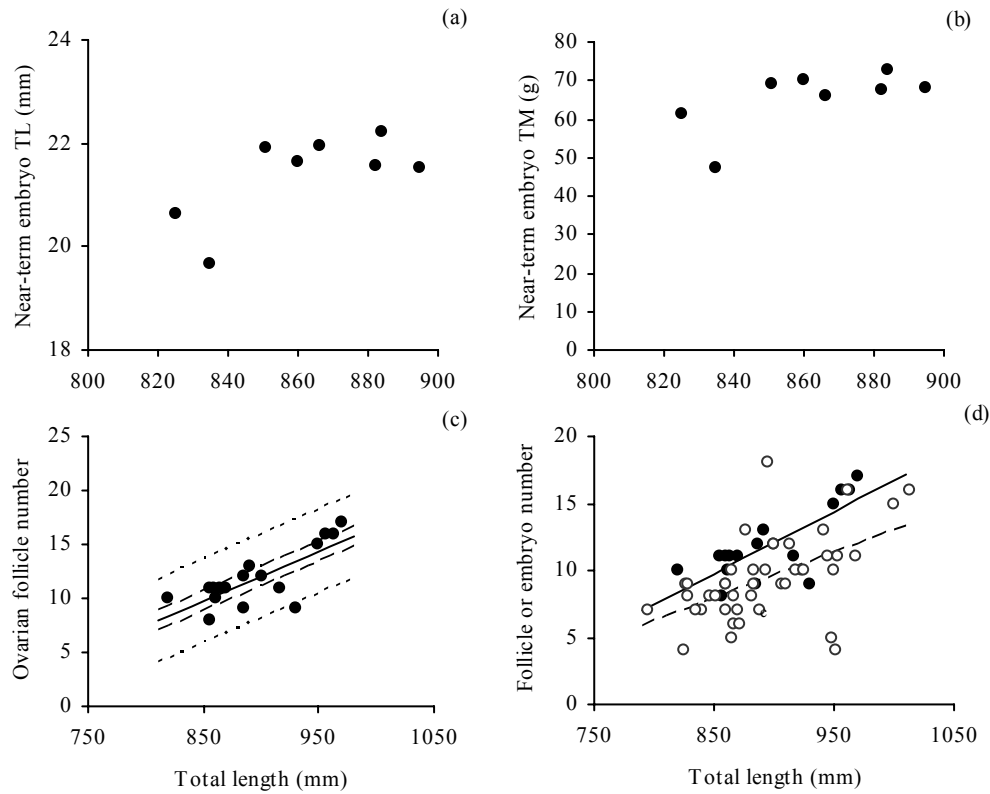 (a)
Near-term embryo TL (mm)
24
22
20
18
800 820 840 860 880 900
(b)
Near-term embryo TM (g)
80
70
60
50
40
30
20
10
0
800 820 840 860 880 900
(c)
Ovarian follicle number
25
20
15
10
5
0
750 850 950 1050
Total length (mm)
(d)
Follicle or embryo number
20
15
10
5
0
750 850 950 1050
Total length (mm)